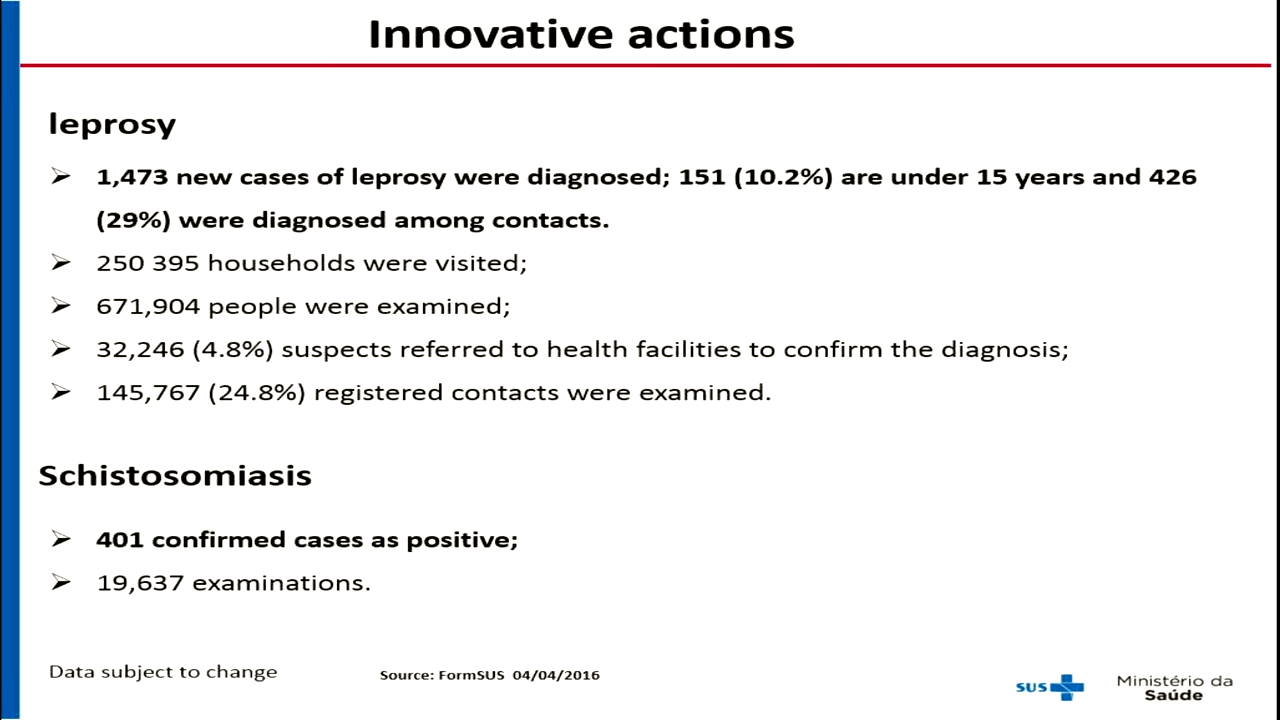 Innovative actions
leprosy
➢ 1,473 new cases of leprosy were diagnosed; 151 (10.2%) are under 15 years and 426
(29%) were diagnosed among contacts.
➢ 250 395 households were visited;
➢ 671,904 people were examined;
➢ 32,246 (4.8%) suspects referred to health facilities to confirm the diagnosis;
➢ 145,767 (24.8%) registered contacts were examined.
Schistosomiasis
➢ 401 confirmed cases as positive;
➢ 19,637 examinations.
Data subject to change
Source: FormSUS 04/04/2016
SUS
Ministério da
Saúde